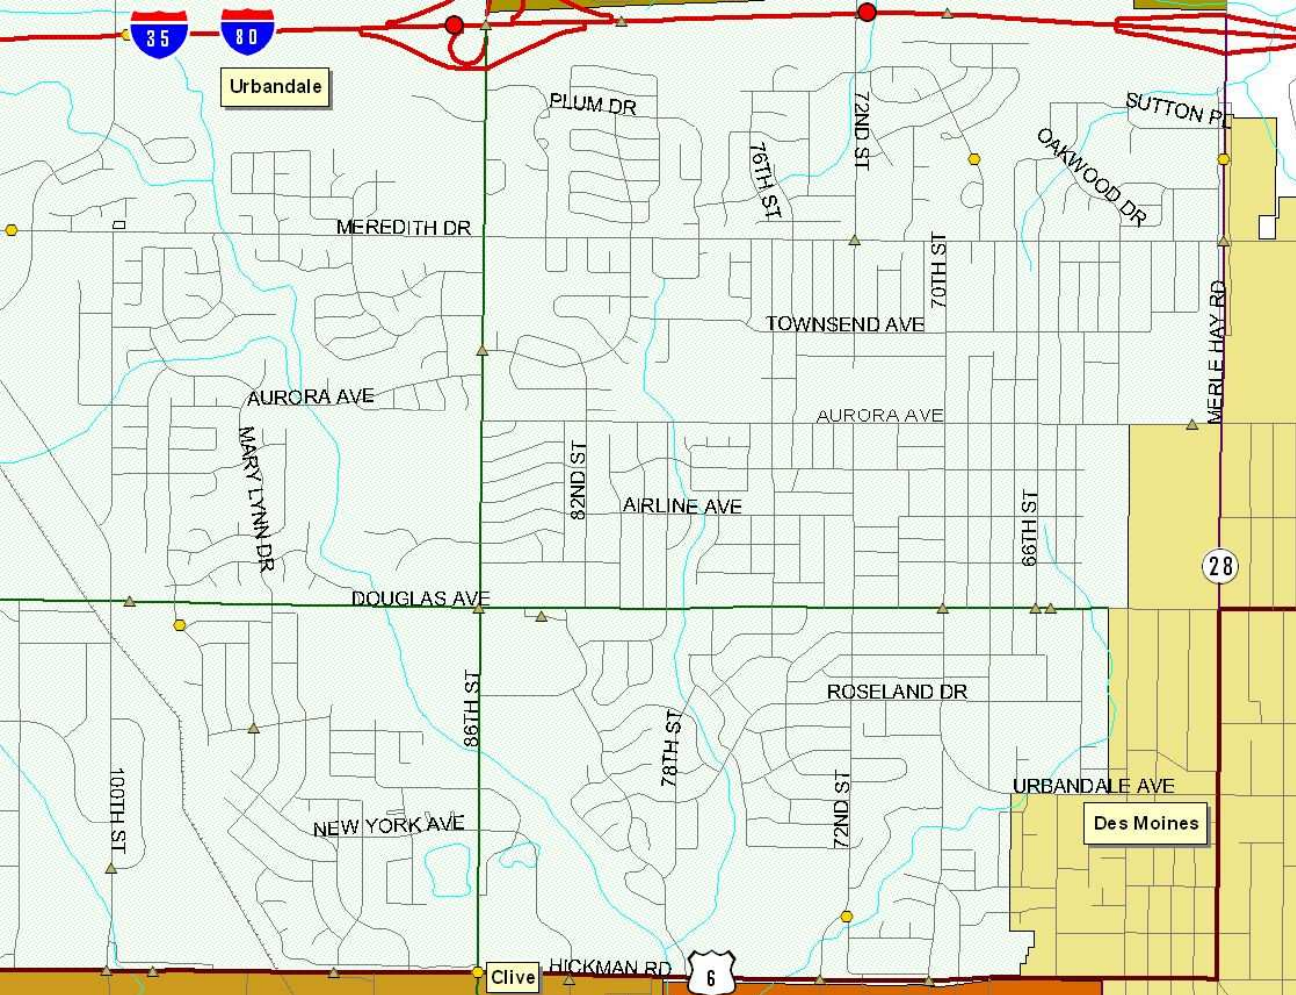 35
80
Urbandale
PLUM DR
72ND ST
SUTTON PL
OAKWOOD DR
76TH ST
MEREDITH DR
70TH ST
MERLE HAY RD
TOWNSEND AVE
AURORA AVE
AURORA AVE
MARY LYNN DR
82ND ST
AIRLINE AVE
66TH ST
28
DOUGLAS AVE
86TH ST
ROSELAND DR
78TH ST
100TH ST
72ND ST
URBANDALE AVE
NEW YORK AVE
Des Moines
HICKMAN RD
Clive
6